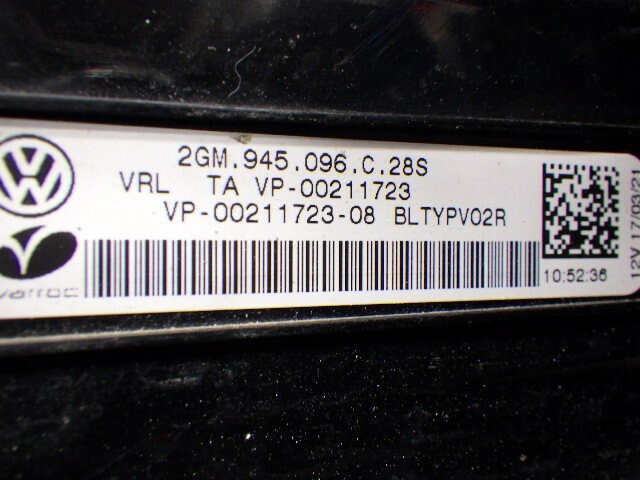 2GM.945.096.C.28S
VRL TA VP-00211723
VP-00211723-08 BLTYPV02R
varroc
10:52:36
12V 17/03/21